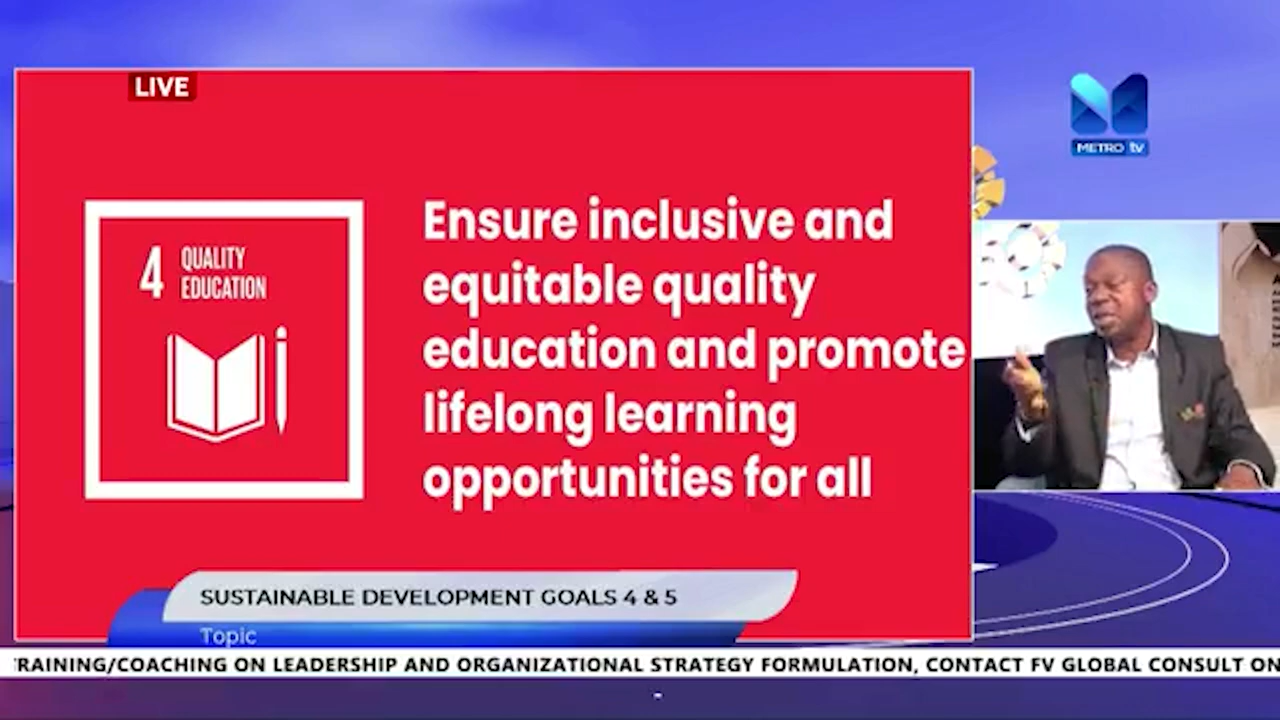 LIVE
METRO tv
4 QUALITY
EDUCATION
Ensure inclusive and
equitable quality
education and promote
lifelong learning
opportunities for all
SUSTAINABLE DEVELOPMENT GOALS 4 & 5
Topic
TRAINING/COACHING ON LEADERSHIP AND ORGANIZATIONAL STRATEGY FORMULATION, CONTACT FV GLOBAL CONSULT ON
-